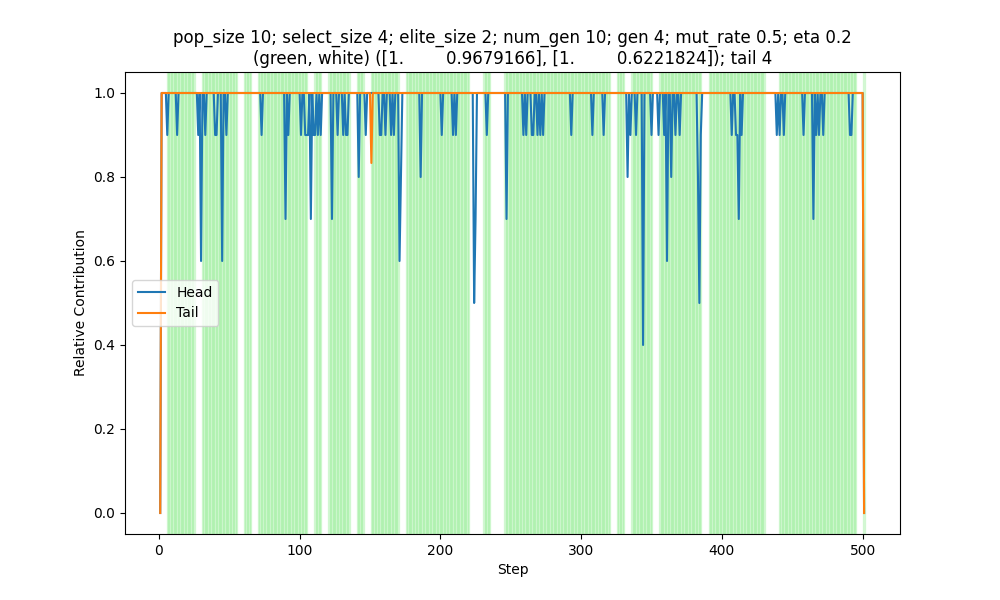 pop_size 10; select_size 4; elite_size 2; num_gen 10; gen 4; mut_rate 0.5; eta 0.2
(green, white) ([1.        0.9679166], [1.        0.6221824]); tail 4
1.0
0.8
0.6
0.4
0.2
0.0
Relative Contribution
Head
Tail
0
100
200
300
400
500
Step